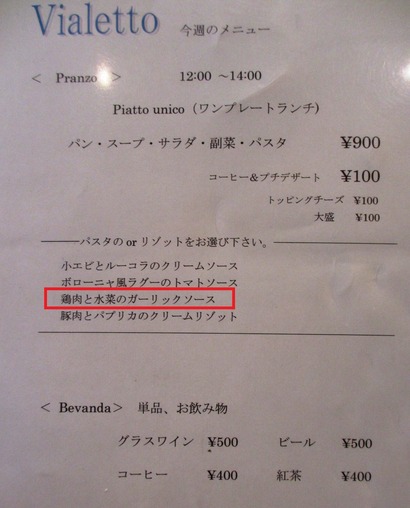 Vialetto 今週のメニュー
< Pranzo > 12:00 ~14:00
Piatto unico (ワンプレートランチ)
パン・スープ・サラダ・副菜・パスタ ¥900
コーヒー&プチデザート ¥100
トッピングチーズ ¥100
大盛 ¥100
パスタの or リゾットをお選び下さい。
小エビとルーコラのクリームソース
ボローニャ風ラグーのトマトソース
鶏肉と水菜のガーリックソース
豚肉とパプリカのクリームリゾット
< Bevanda> 単品、お飲み物
グラスワイン ¥500 ビール ¥500
コーヒー ¥400 紅茶 ¥400